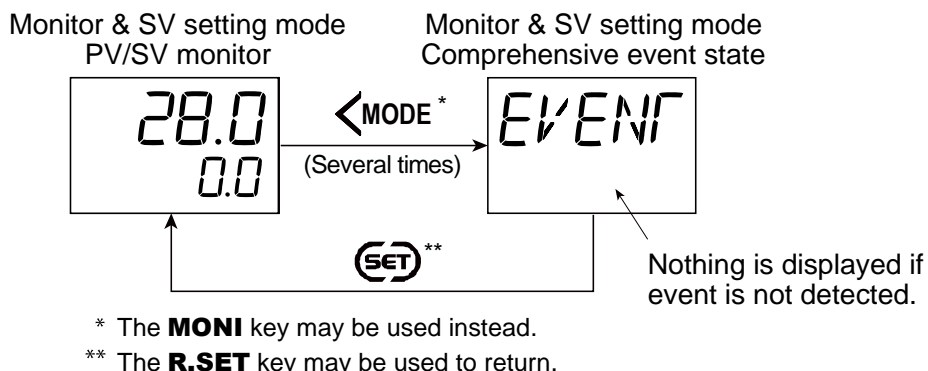 Monitor & SV setting mode
PV/SV monitor
Monitor & SV setting mode
Comprehensive event state
28.0
0.0
<MODE *
(Several times)
EVENT
SET **
Nothing is displayed if
event is not detected.
* The MONI key may be used instead.
** The R.SET key may be used to return.